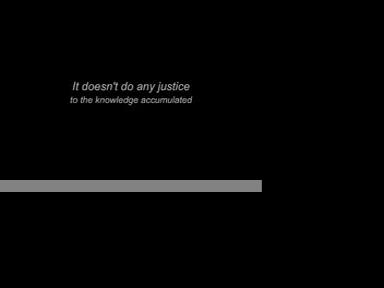 It doesn't do any justice
to the knowledge accumulated